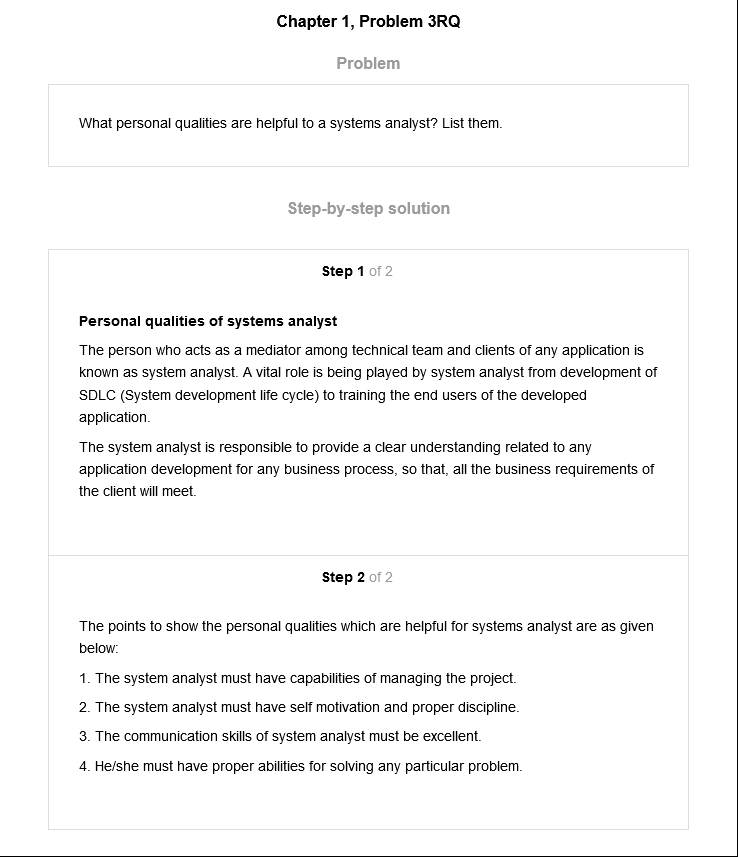 Chapter 1, Problem 3RQ
Problem
What personal qualities are helpful to a systems analyst? List them.
Step-by-step solution
Step 1 of 2
Personal qualities of systems analyst
The person who acts as a mediator among technical team and clients of any application is
known as system analyst. A vital role is being played by system analyst from development of
SDLC (System development life cycle) to training the end users of the developed
application.
The system analyst is responsible to provide a clear understanding related to any
application development for any business process, so that, all the business requirements of
the client will meet.
Step 2 of 2
The points to show the personal qualities which are helpful for systems analyst are as given
below:
1. The system analyst must have capabilities of managing the project.
2. The system analyst must have self motivation and proper discipline.
3. The communication skills of system analyst must be excellent.
4. He/she must have proper abilities for solving any particular problem.